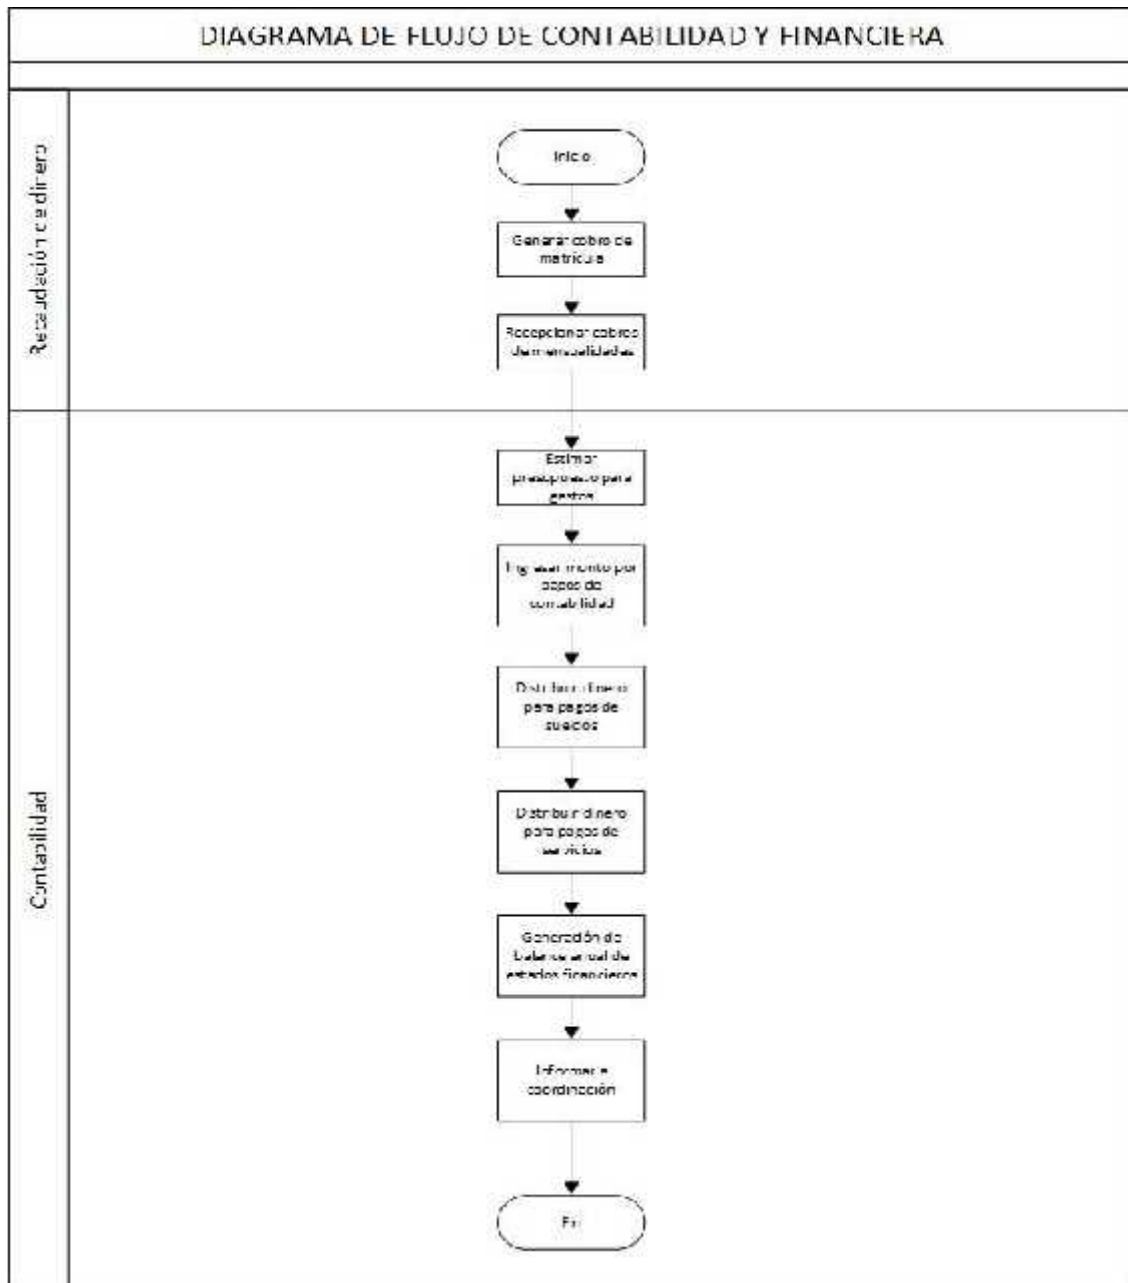 DIAGRAMA DE FLUJO DE CONTABILIDAD Y FINANCIERA
Recaudación de dinero
Inicio
Generar cobro de
matrícula
Recepcionar cobros
de mensualidades
Contabilidad
Estimar
presupuesto para
gastos
Ingresar monto por
pagos de
contabilidad
Distribuir dinero
para pagos de
sueldos
Distribuir dinero
para pagos de
servicios
Generación de
balance anual de
estados financieros
Informar a
coordinación
Fin